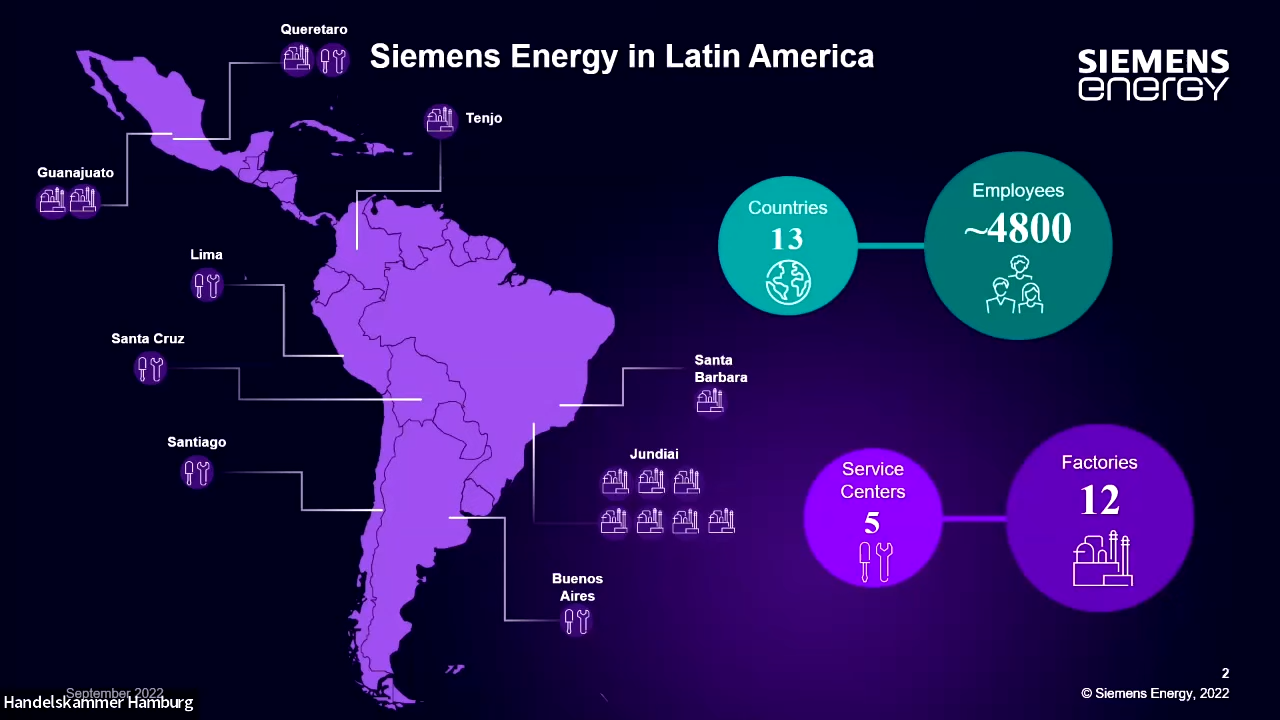 Queretaro
Siemens Energy in Latin America
SIEMENS
energy
Tenjo
Guanajuato
Countries
13
Employees
~4800
Lima
Santa Cruz
Santa
Barbara
Santiago
Jundiai
Service
Centers
5
Factories
12
Buenos
Aires
2
September 2022
Handelskammer Hamburg
© Siemens Energy, 2022